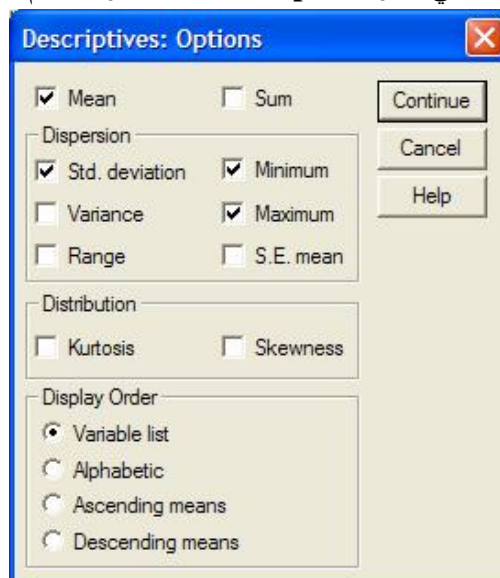 Descriptives: Options
Mean
Sum
Continue
Dispersion
Cancel
Std. deviation
Minimum
Help
Variance
Maximum
Range
S.E. mean
Distribution
Kurtosis
Skewness
Display Order
Variable list
Alphabetic
Ascending means
Descending means